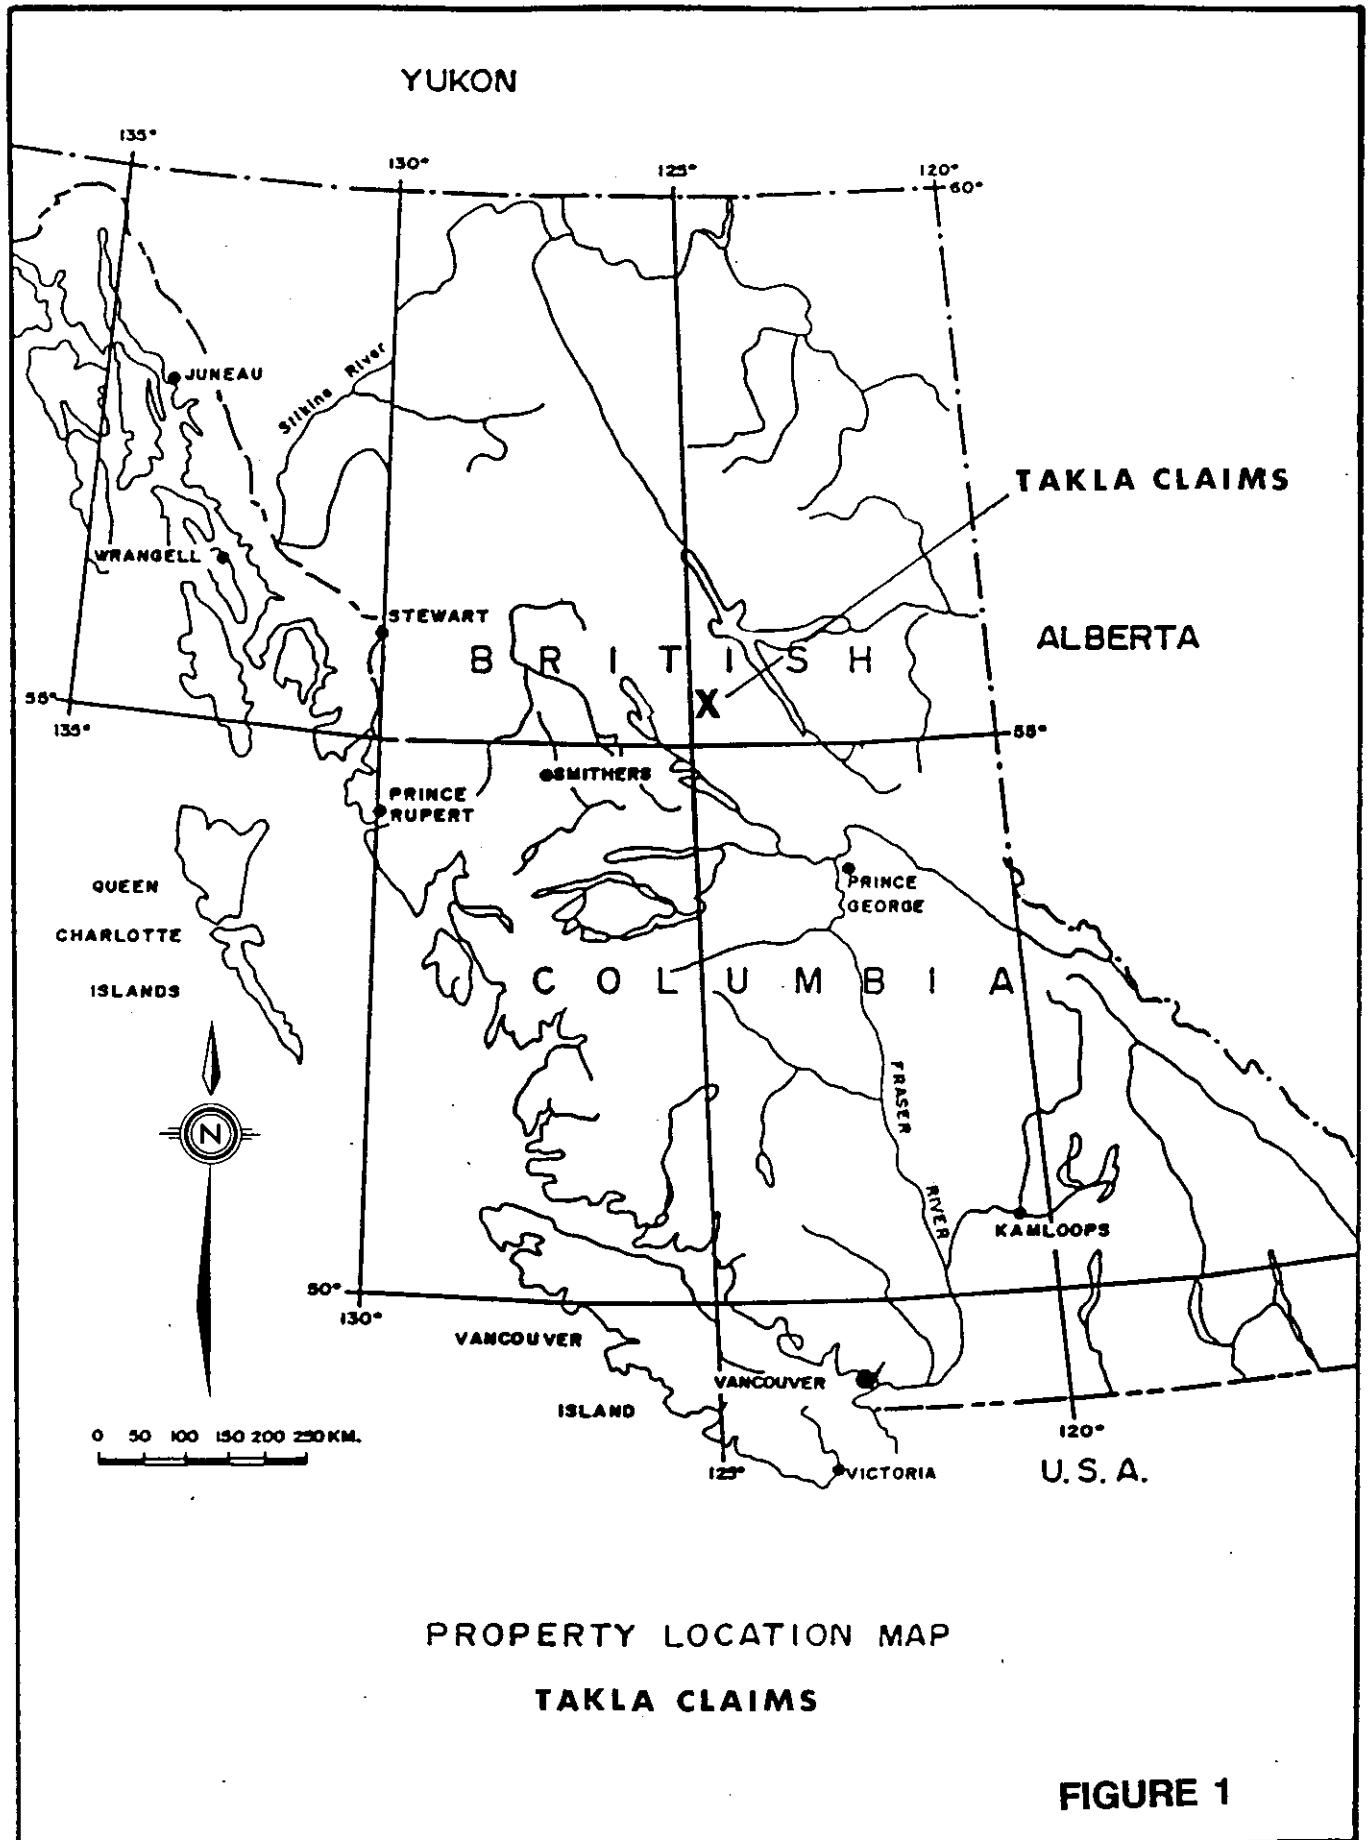 YUKON
135°
130°
125°
120°
60°
JUNEAU
Stikine River
TAKLA CLAIMS
WRANGELL
STEWART
ALBERTA
BRITISH
X
55°
135°
55°
SMITHERS
PRINCE
RUPERT
PRINCE
GEORGE
QUEEN
CHARLOTTE
ISLANDS
COLUMBIA
FRASER
RIVER
N
KAMLOOPS
50°
130°
VANCOUVER
ISLAND
VANCOUVER
120°
0 50 100 150 200 250 KM.
125°
VICTORIA
U.S.A.
PROPERTY LOCATION MAP
TAKLA CLAIMS
FIGURE 1